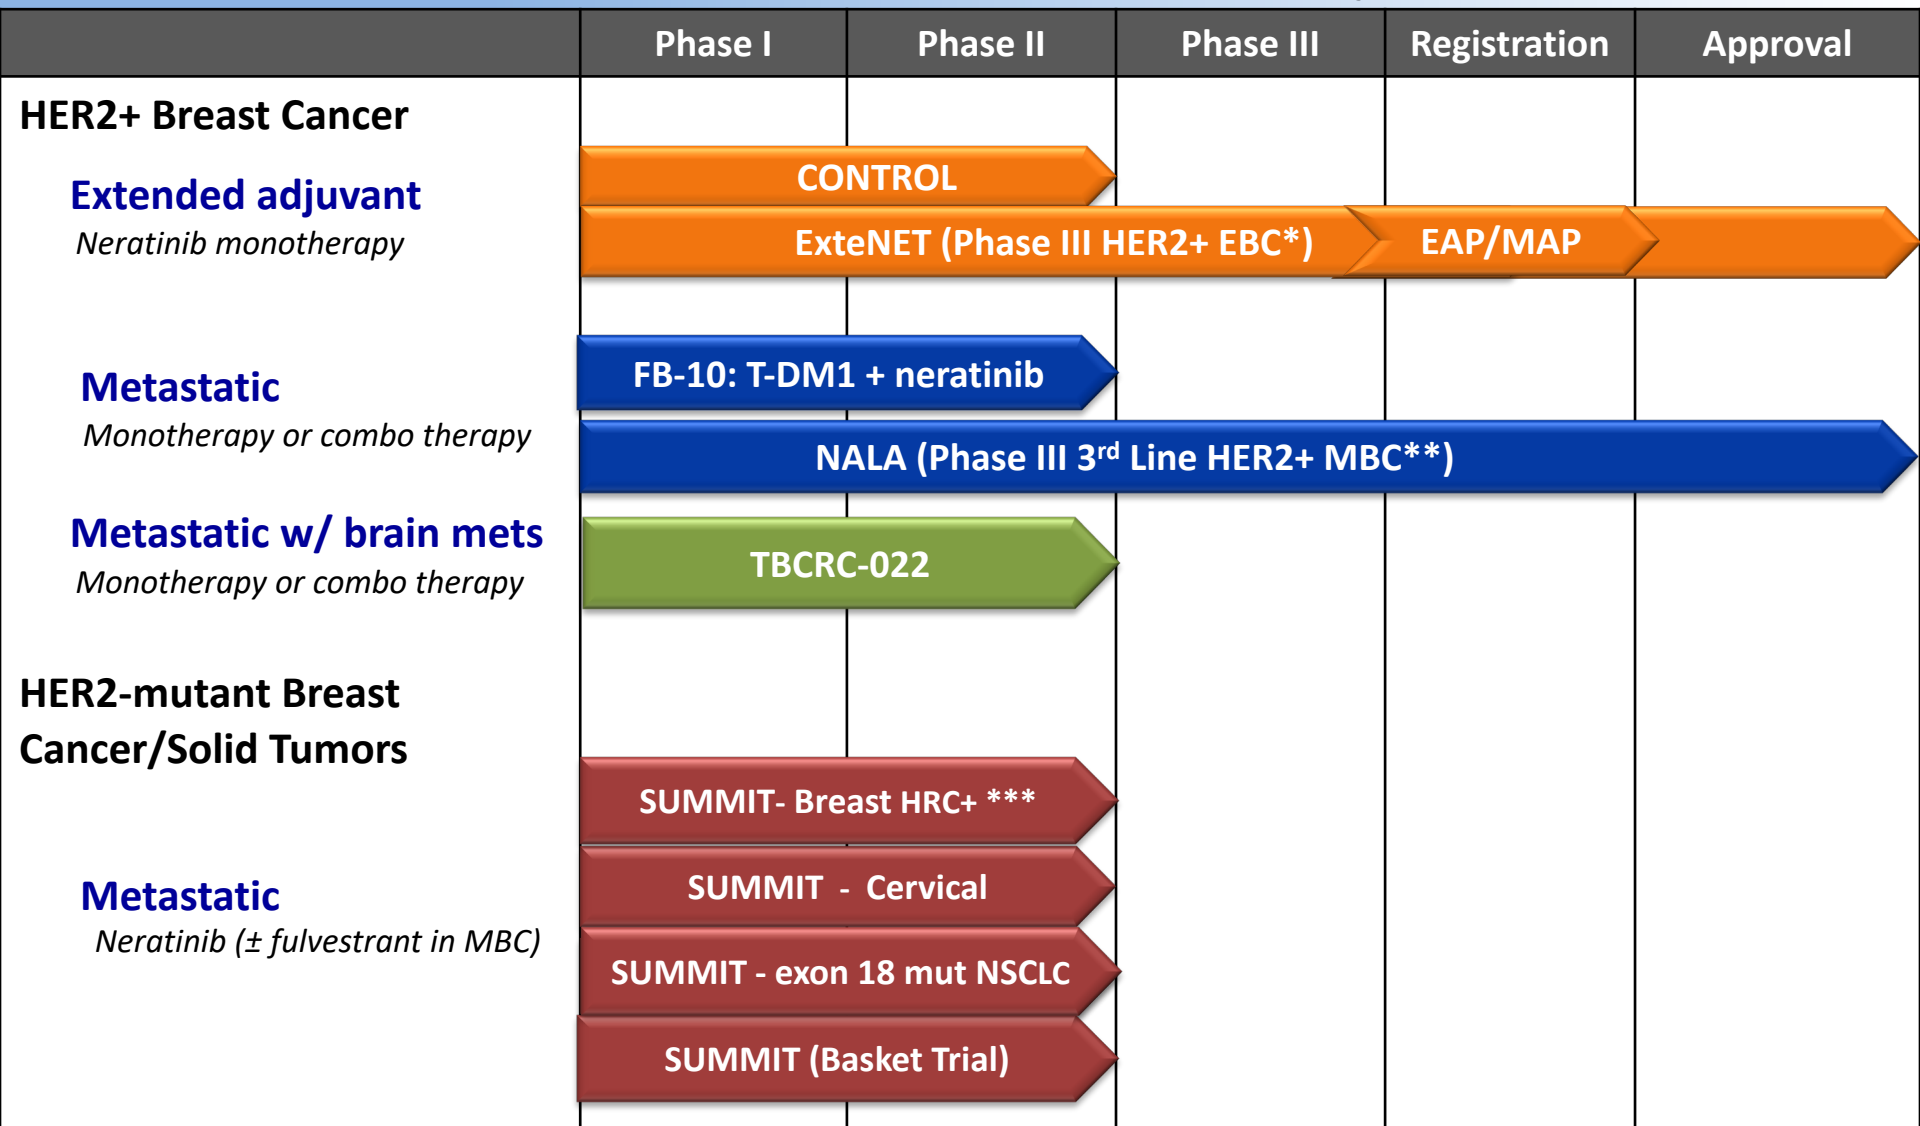 Phase I Phase II Phase III Registration Approval
HER2+ Breast Cancer
CONTROL
Extended adjuvant
Neratinib monotherapy
ExteNET (Phase III HER2+ EBC*) EAP/MAP
FB-10: T-DM1 + neratinib
Metastatic
Monotherapy or combo therapy
NALA (Phase III 3rd Line HER2+ MBC**)
Metastatic w/ brain mets
Monotherapy or combo therapy
TBCRC-022
HER2-mutant Breast
Cancer/Solid Tumors
SUMMIT- Breast HRC+ ***
SUMMIT - Cervical
Metastatic
Neratinib (± fulvestrant in MBC)
SUMMIT - exon 18 mut NSCLC
SUMMIT (Basket Trial)